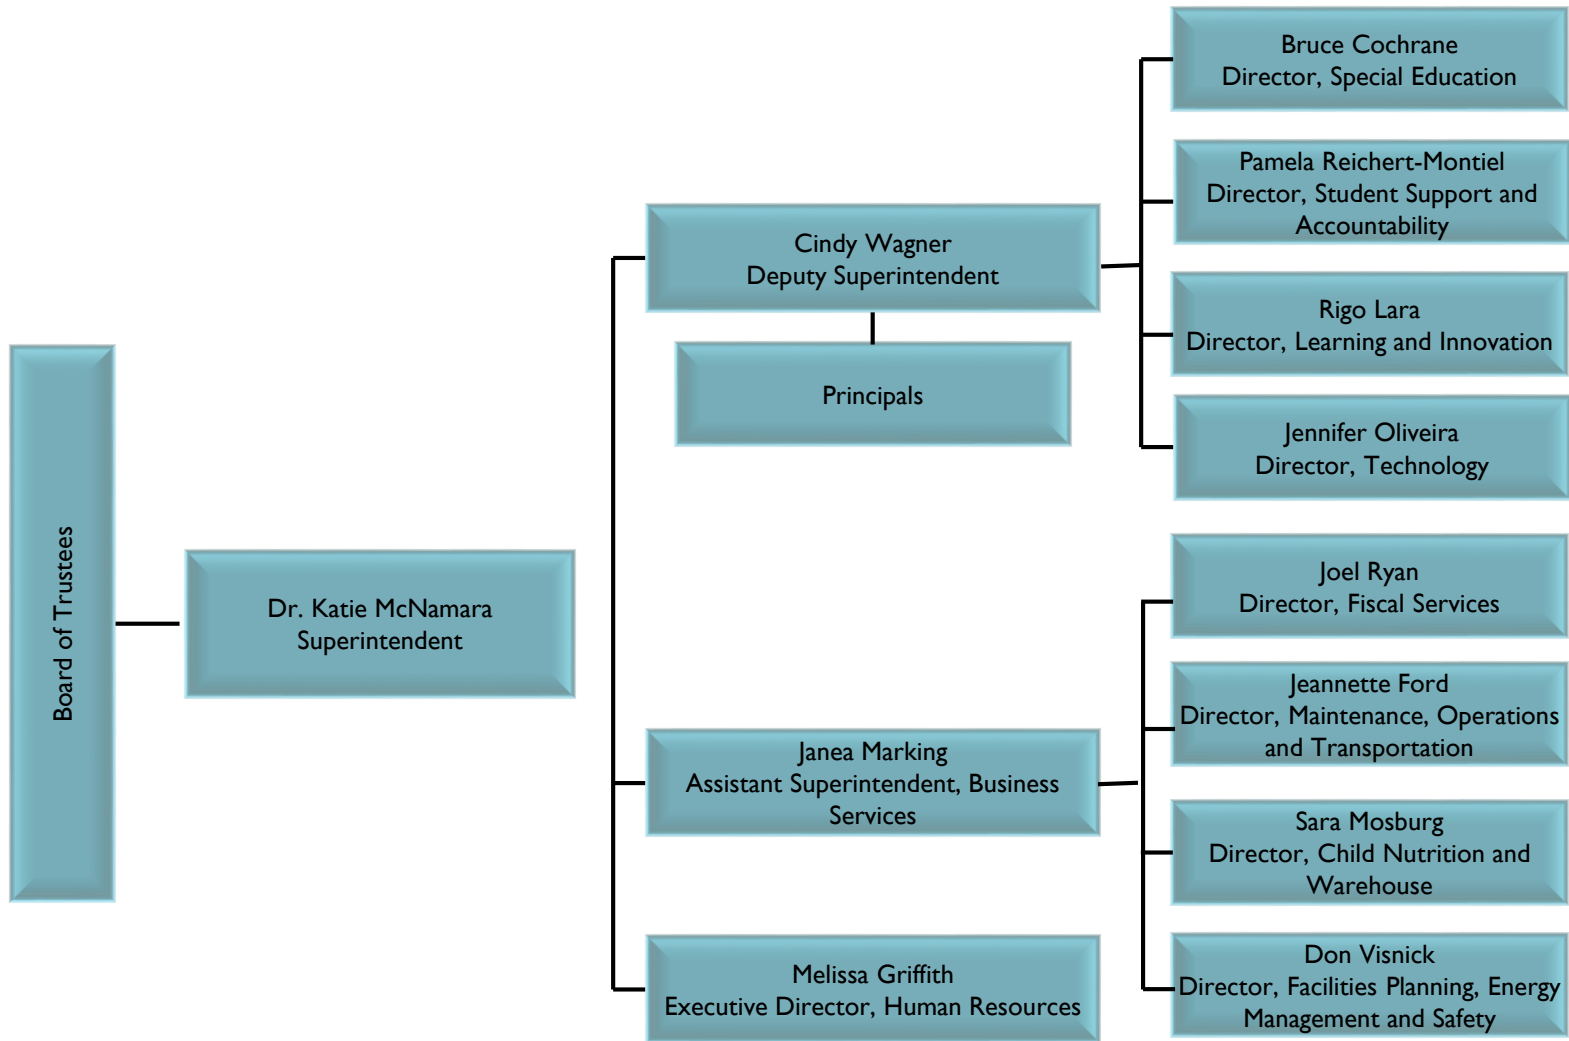 Board of Trustees
Dr. Katie McNamara
Superintendent
Cindy Wagner
Deputy Superintendent
Principals
Janea Marking
Assistant Superintendent, Business
Services
Melissa Griffith
Executive Director, Human Resources
Bruce Cochrane
Director, Special Education
Pamela Reichert-Montiel
Director, Student Support and
Accountability
Rigo Lara
Director, Learning and Innovation
Jennifer Oliveira
Director, Technology
Joel Ryan
Director, Fiscal Services
Jeannette Ford
Director, Maintenance, Operations
and Transportation
Sara Mosburg
Director, Child Nutrition and
Warehouse
Don Visnick
Director, Facilities Planning, Energy
Management and Safety